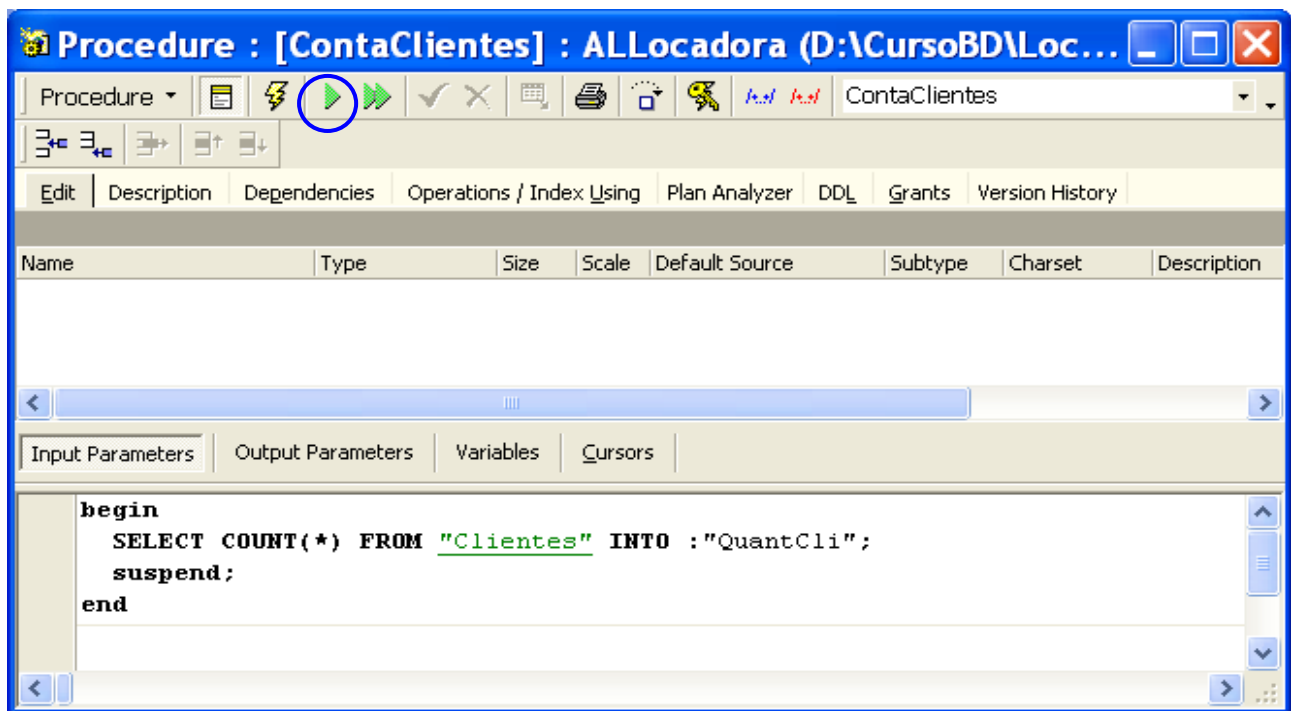 Procedure : [ContaClientes] : ALLocadora (D:\CursoBD\Loc...
Procedure ContaClientes
Edit Description Dependencies Operations / Index Using Plan Analyzer DDL Grants Version History
Name Type Size Scale Default Source Subtype Charset Description
Input Parameters Output Parameters Variables Cursors
begin
SELECT COUNT(*) FROM "Clientes" INTO :"QuantCli";
suspend;
end